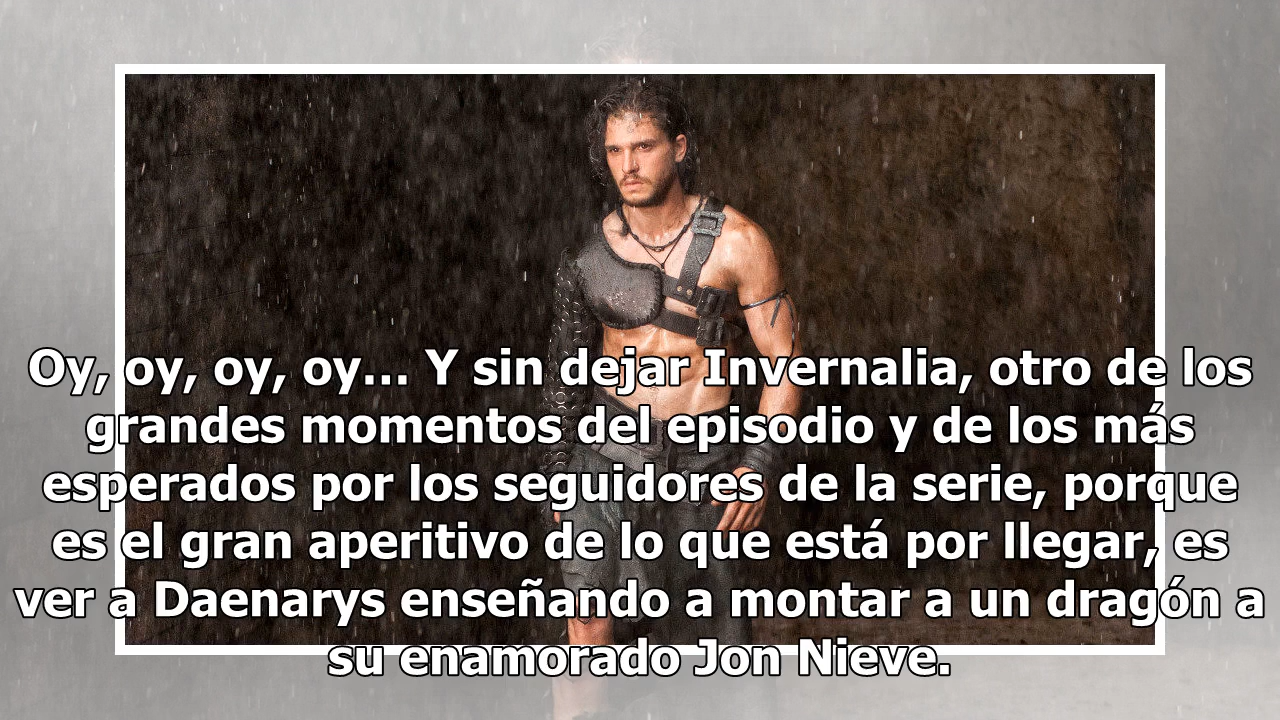 Oy, oy, oy, oy... Y sin dejar Invernalia, otro de los
grandes momentos del episodio y de los más
esperados por los seguidores de la serie, porque
es el gran aperitivo de lo que está por llegar, es
ver a Daenarys enseñando a montar a un dragón a
su enamorado Jon Nieve.